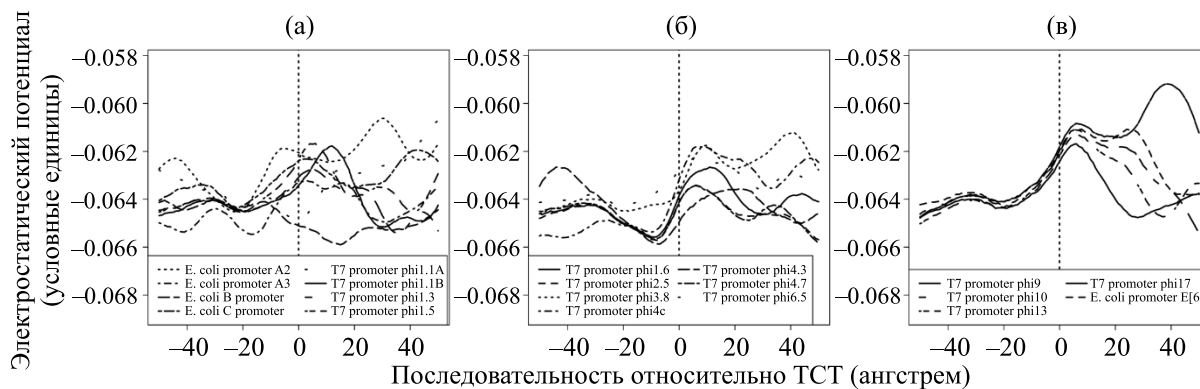 (а) (б) (в)
Электростатический потенциал
(условные единицы)
–0.058 –0.058 –0.058
–0.060 –0.060 –0.060
–0.062 –0.062 –0.062
–0.064 –0.064 –0.064
–0.066 –0.066 –0.066
–0.068 –0.068 –0.068
E. coli promoter A2 T7 promoter phi1.1A
E. coli promoter A3 T7 promoter phi1.1B
E. coli B promoter T7 promoter phi1.3
E. coli C promoter T7 promoter phi1.5
T7 promoter phi1.6 T7 promoter phi4.3
T7 promoter phi2.5 T7 promoter phi4.7
T7 promoter phi3.8 T7 promoter phi6.5
T7 promoter phi4c
T7 promoter phi9 T7 promoter phi17
T7 promoter phi10 E. coli promoter E[6
T7 promoter phi13
–40 –20 0 20 40 –40 –20 0 20 40 –40 –20 0 20 40
Последовательность относительно ТСТ (ангстрем)